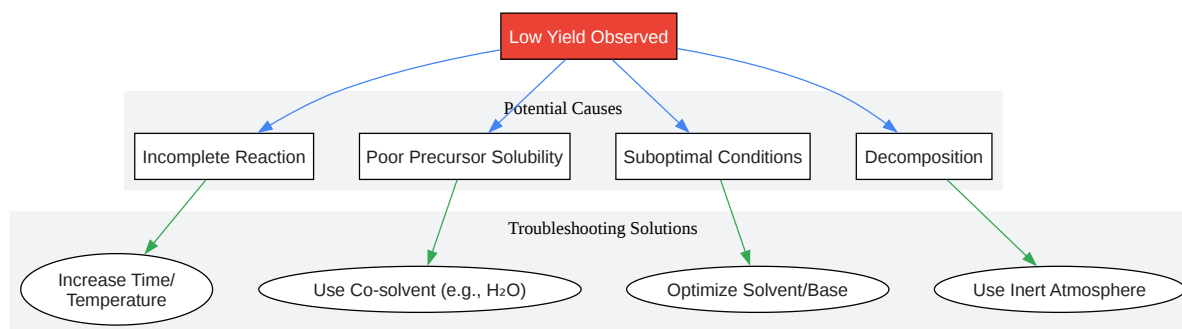 Low Yield Observed
Potential Causes
Incomplete Reaction
Poor Precursor Solubility
Suboptimal Conditions
Decomposition
Troubleshooting Solutions
Increase Time/
Temperature
Use Co-solvent (e.g., H₂O)
Optimize Solvent/Base
Use Inert Atmosphere